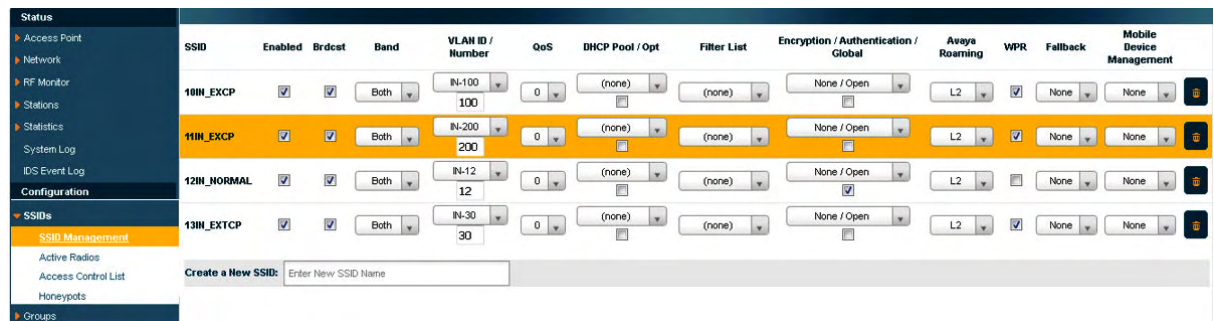 Status
Access Point
Network
RF Monitor
Stations
Statistics
System Log
IDS Event Log
Configuration
SSIDs
SSID Management
Active Radios
Access Control List
Honeypots
Groups
SSID Enabled Brdcst Band VLAN ID / Number QoS DHCP Pool / Opt Filter List Encryption / Authentication / Global Avaya Roaming WPR Fallback Mobile Device Management
10IN_EXCP Both IN-100 0 (none) (none) None / Open L2 None None
100
11IN_EXCP Both IN-200 0 (none) (none) None / Open L2 None None
200
12IN_NORMAL Both IN-12 0 (none) (none) None / Open L2 None None
12
13IN_EXTCP Both IN-30 0 (none) (none) None / Open L2 None None
30
Create a New SSID: Enter New SSID Name